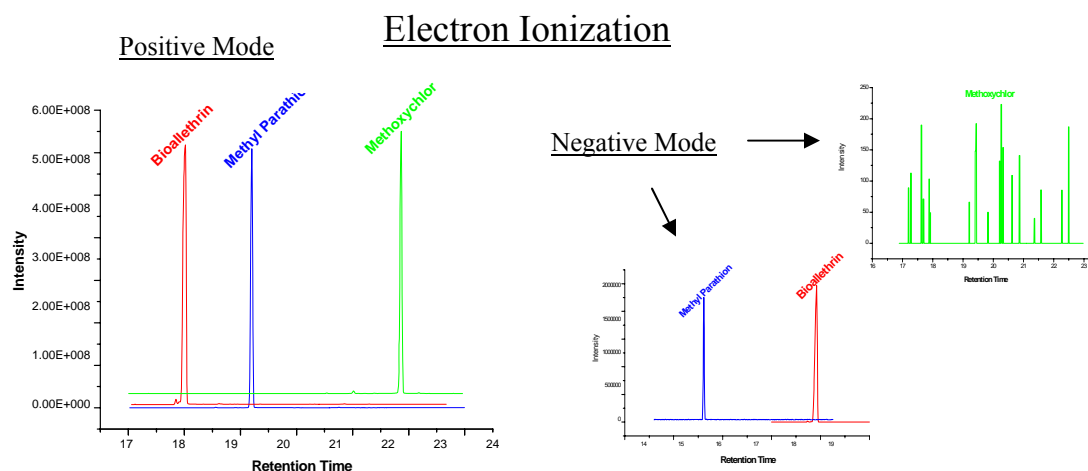 Electron Ionization
Positive Mode
6.00E+008
5.00E+008
4.00E+008
3.00E+008
2.00E+008
1.00E+008
0.00E+000
Intensity
Bioallethrin
Methyl Parathion
Methoxychlor
17 18 19 20 21 22 23 24
Retention Time
Negative Mode
Methoxychlor
250
200
150
100
50
0
Intensity
16 17 18 19 20 21 22 23
Retention Time
Methyl Parathion
Bioallethrin
2000000
1500000
1000000
500000
0
Intensity
14 15 16 17 18 19
Retention Time